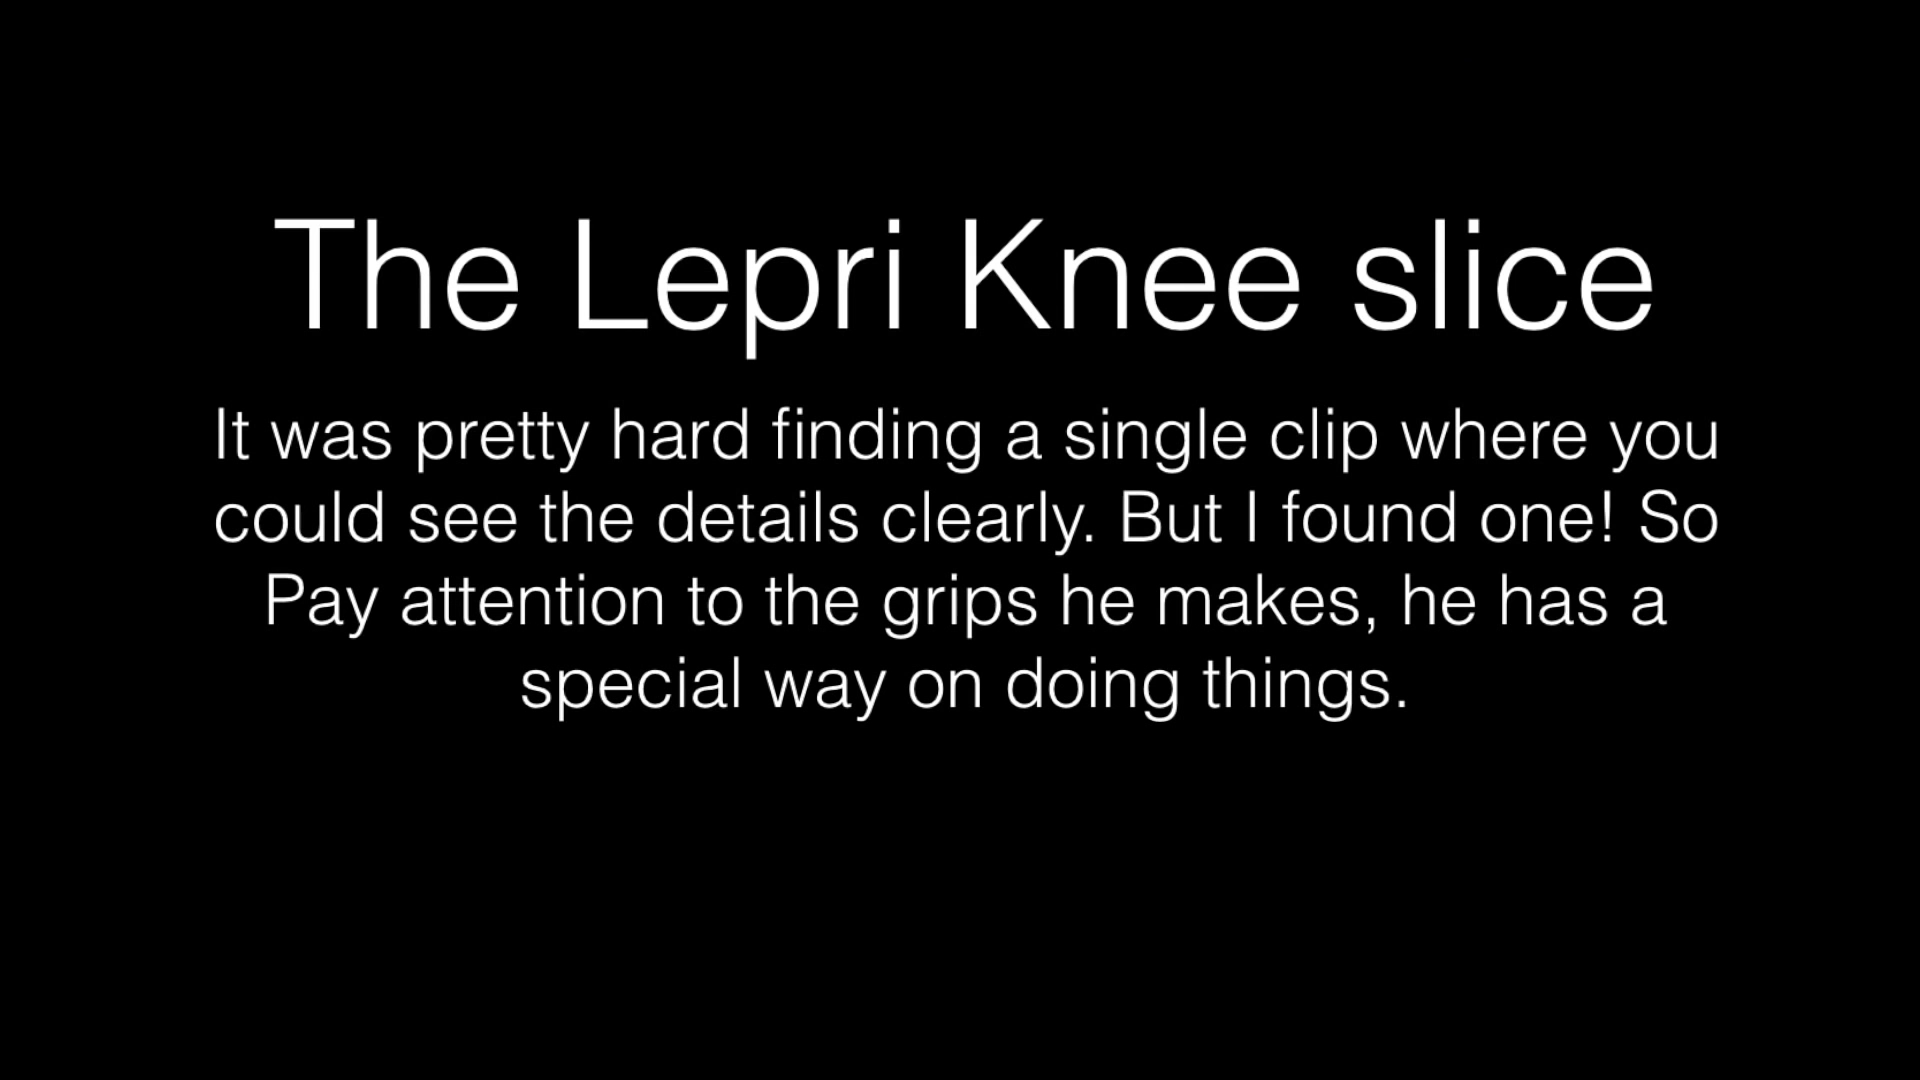 The Lepri Knee slice
It was pretty hard finding a single clip where you
could see the details clearly. But I found one! So
Pay attention to the grips he makes, he has a
special way on doing things.